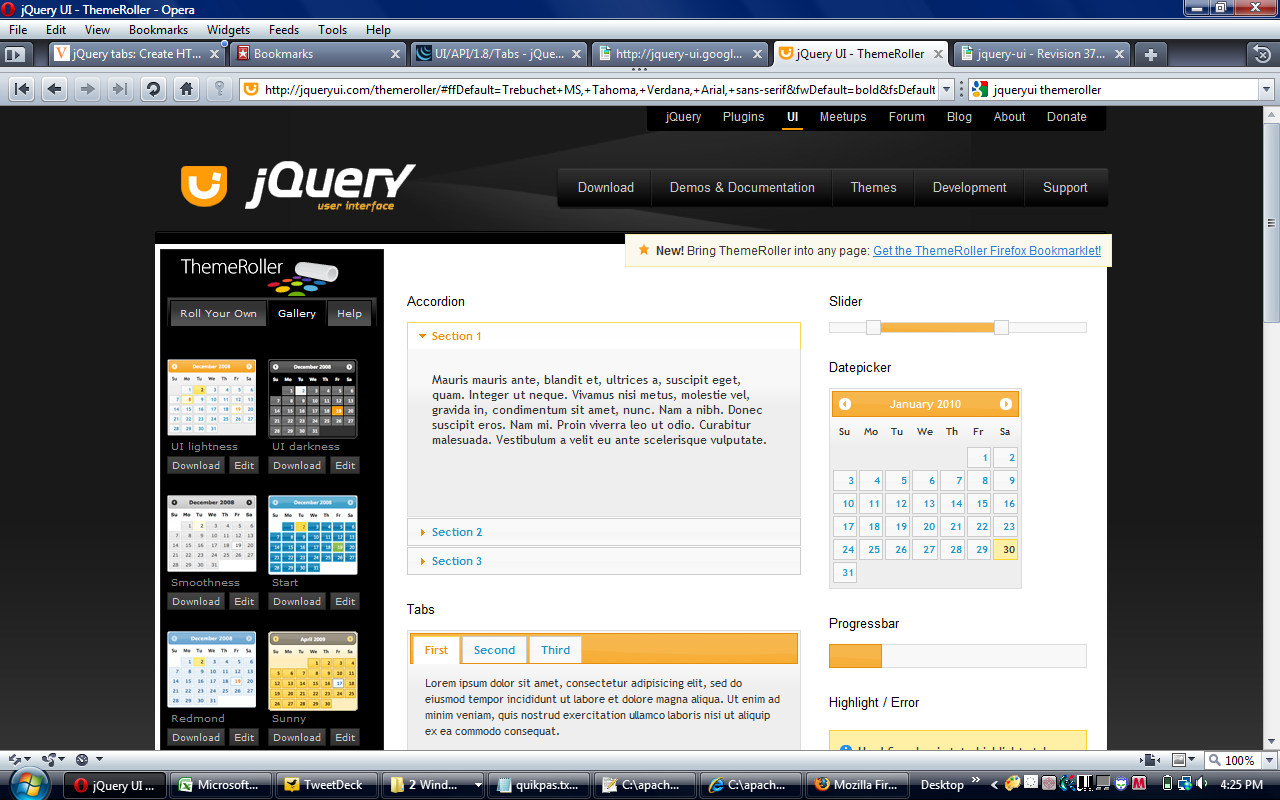 jQuery UI - ThemeRoller - Opera
File Edit View Bookmarks Widgets Feeds Tools Help
jQuery tabs: Create HT... Bookmarks UI/API/1.8/Tabs - jQue... http://jquery-ui.googl... jQuery UI - ThemeRoller jquery-ui - Revision 37...
http://jqueryui.com/themeroller/#ffDefault=Trebuchet+MS,+Tahoma,+Verdana,+Arial,+sans-serif&fwDefault=bold&fsDefault jqueryui themeroller
jQuery Plugins UI Meetups Forum Blog About Donate
jQuery
user interface
Download Demos & Documentation Themes Development Support
New! Bring ThemeRoller into any page: Get the ThemeRoller Firefox Bookmarklet!
ThemeRoller
Roll Your Own Gallery Help
December 2008 December 2008
UI lightness UI darkness
Download Edit Download Edit
December 2008 December 2008
Smoothness Start
Download Edit Download Edit
December 2008 April 2009
Redmond Sunny
Download Edit Download Edit
Accordion
Section 1
Mauris mauris ante, blandit et, ultrices a, suscipit eget,
quam. Integer ut neque. Vivamus nisi metus, molestie vel,
gravida in, condimentum sit amet, nunc. Nam a nibh. Donec
suscipit eros. Nam mi. Proin viverra leo ut odio. Curabitur
malesuada. Vestibulum a velit eu ante scelerisque vulputate.
Section 2
Section 3
Tabs
First Second Third
Lorem ipsum dolor sit amet, consectetur adipisicing elit, sed do
eiusmod tempor incididunt ut labore et dolore magna aliqua. Ut enim ad
minim veniam, quis nostrud exercitation ullamco laboris nisi ut aliquip
ex ea commodo consequat.
Slider
Datepicker
January 2010
Su Mo Tu We Th Fr Sa
1 2
3 4 5 6 7 8 9
10 11 12 13 14 15 16
17 18 19 20 21 22 23
24 25 26 27 28 29 30
31
Progressbar
Highlight / Error
100%
jQuery UI ... Microsoft... TweetDeck 2 Wind... quikpas.tx... C:\apach... C:\apach... Mozilla Fir... Desktop 4:25 PM